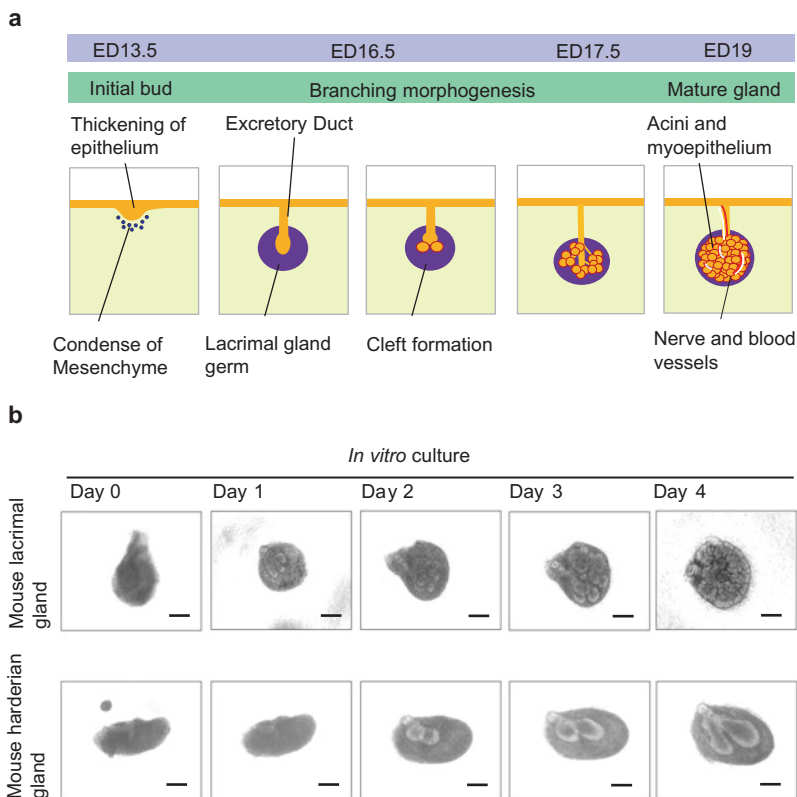 a
ED13.5 ED16.5 ED17.5 ED19
Initial bud Branching morphogenesis Mature gland
Thickening of
epithelium
Excretory Duct
Acini and
myoepithelium
Condense of
Mesenchyme
Lacrimal gland
germ
Cleft formation
Nerve and blood
vessels
b
In vitro culture
Day 0 Day 1 Day 2 Day 3 Day 4
Mouse lacrimal
gland
Mouse harderian
gland